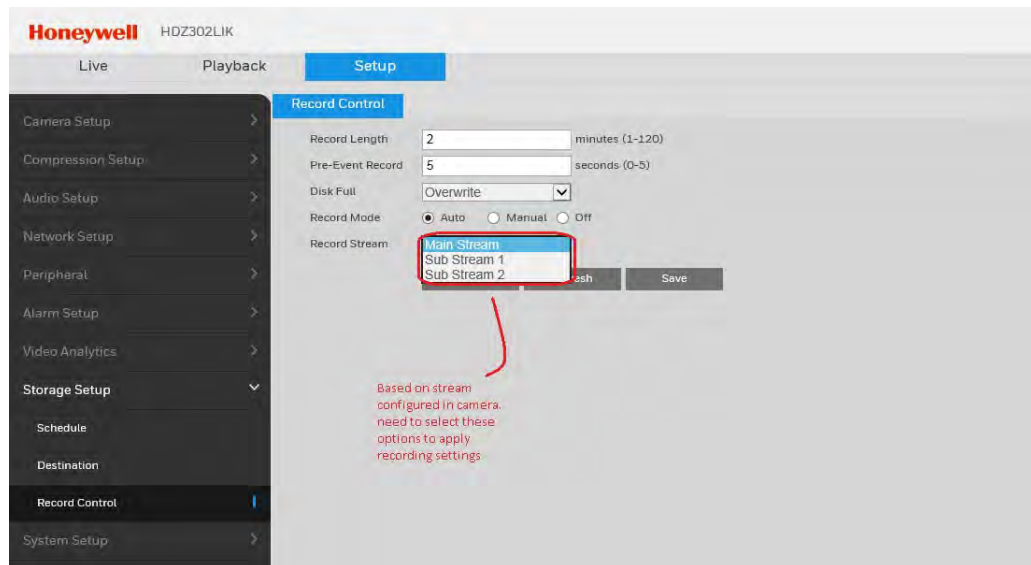 Honeywell HDZ302LIK
Live Playback Setup
Record Control
Camera Setup
Compression Setup
Audio Setup
Network Setup
Peripheral
Alarm Setup
Video Analytics
Storage Setup
Schedule
Destination
Record Control
System Setup
Record Length 2 minutes (1-120)
Pre-Event Record 5 seconds (0-5)
Disk Full Overwrite
Record Mode Auto Manual Off
Record Stream Main Stream
Sub Stream 1
Sub Stream 2
Save
Based on stream
configured in camera.
need to select these
options to apply
recording settings